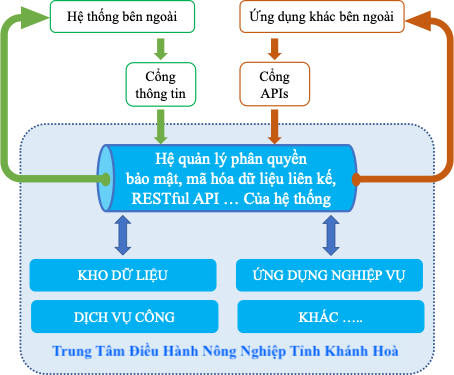 Hệ thống bên ngoài
Ứng dụng khác bên ngoài
Cổng
thông tin
Cổng
APIs
Hệ quản lý phân quyền
bảo mật, mã hóa dữ liệu liên kế,
RESTful API … Của hệ thống
KHO DỮ LIỆU
ỨNG DỤNG NGHIỆP VỤ
DỊCH VỤ CÔNG
KHÁC …..
Trung Tâm Điều Hành Nông Nghiệp Tỉnh Khánh Hoà